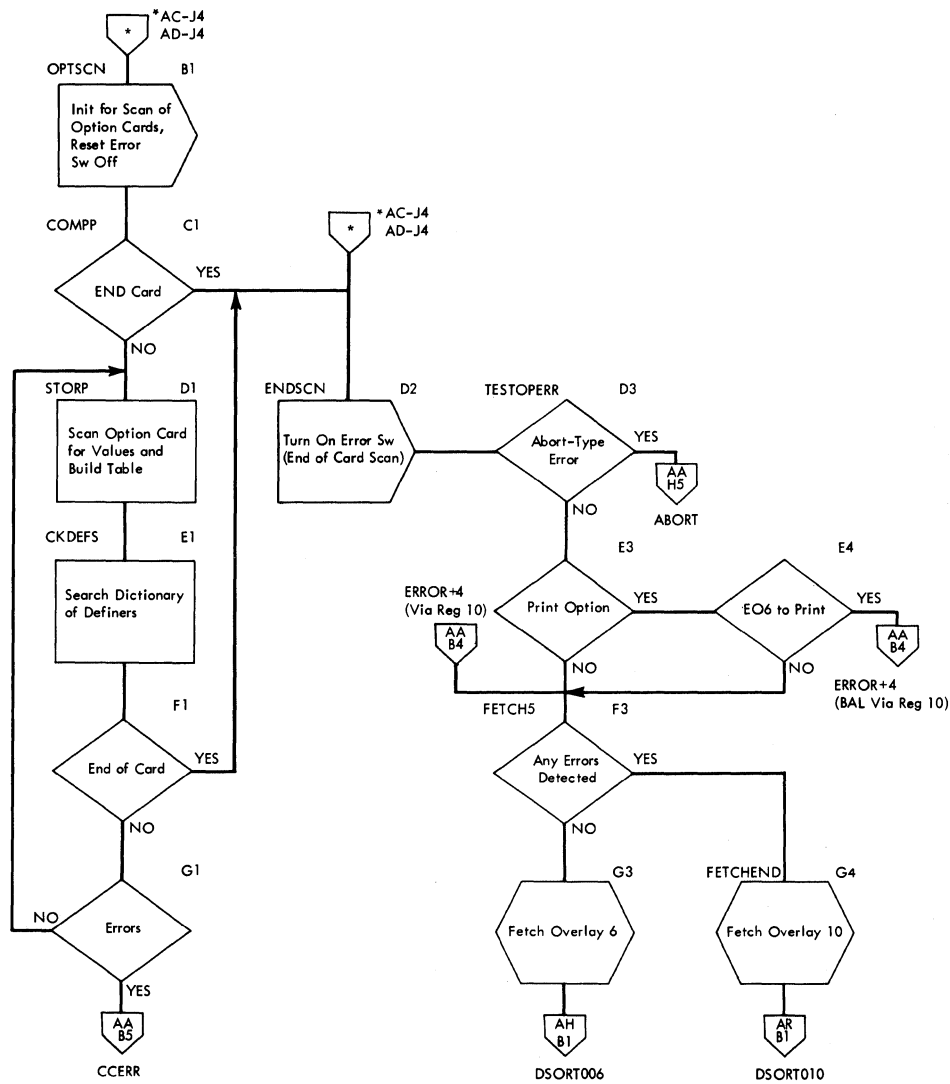 *AC-J4
AD-J4
*
OPTSCN B1
Init for Scan of
Option Cards,
Reset Error
Sw Off
COMPP C1
END Card
YES
NO
*AC-J4
AD-J4
*
STORP D1
Scan Option Card
for Values and
Build Table
CKDEFS E1
Search Dictionary
of Definers
F1
End of Card
YES
NO
G1
Errors
NO
YES
AA
B5
CCERR
ENDSCN D2
Turn On Error Sw
(End of Card Scan)
TESTOPERR D3
Abort-Type
Error
YES
AA
H5
ABORT
NO
E3
Print Option
YES
NO
E4
EO6 to Print
YES
AA
B4
ERROR+4
(BAL Via Reg 10)
NO
ERROR+4
(Via Reg 10)
AA
B4
FETCH5 F3
Any Errors
Detected
YES
NO
G3
Fetch Overlay 6
AH
B1
DSORT006
FETCHEND G4
Fetch Overlay 10
AR
B1
DSORT010